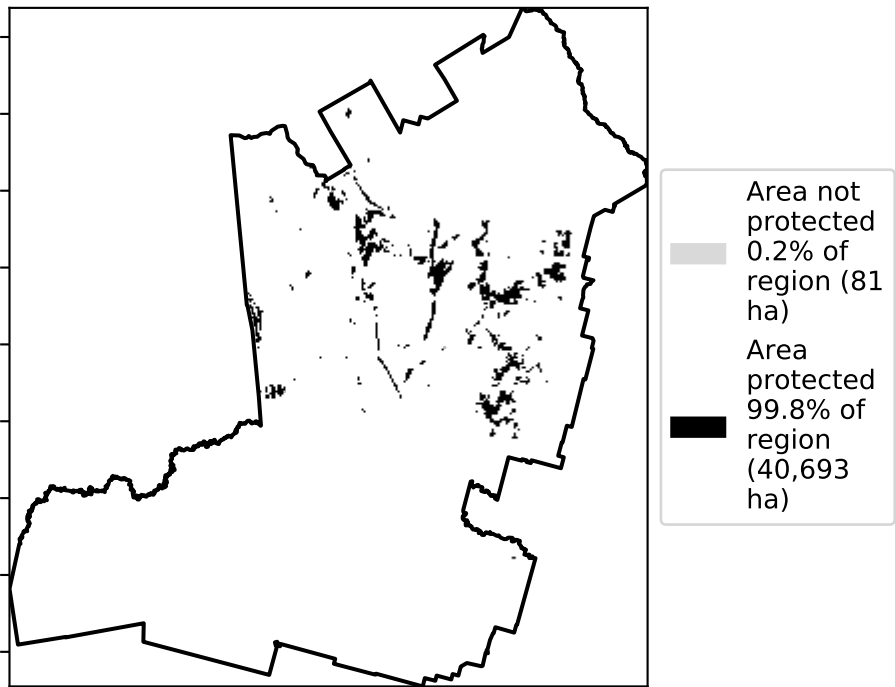 Area not
protected
0.2% of
region (81
ha)
Area
protected
99.8% of
region
(40,693
ha)